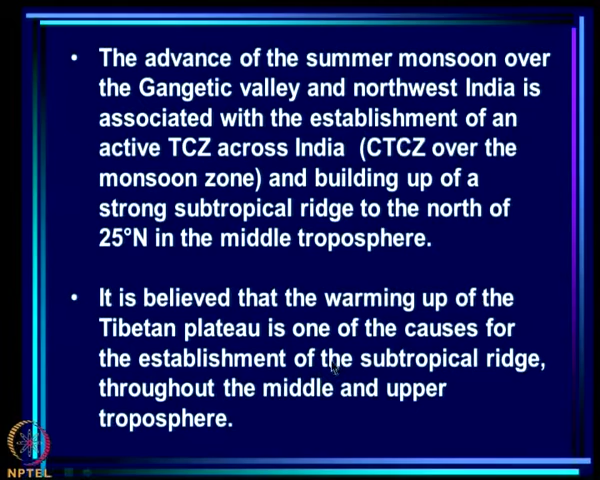 • The advance of the summer monsoon over
the Gangetic valley and northwest India is
associated with the establishment of an
active TCZ across India (CTCZ over the
monsoon zone) and building up of a
strong subtropical ridge to the north of
25°N in the middle troposphere.
• It is believed that the warming up of the
Tibetan plateau is one of the causes for
the establishment of the subtropical ridge,
throughout the middle and upper
troposphere.
NPTEL